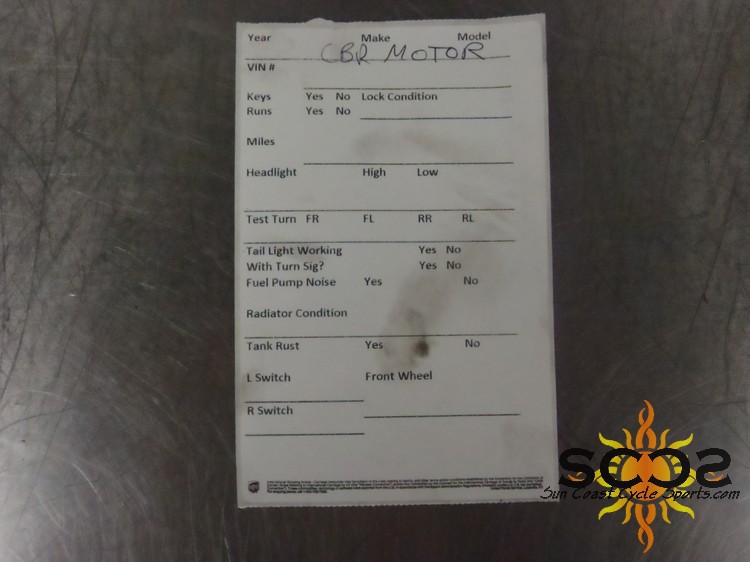 Year Make Model
CBR MOTOR
VIN #
Keys Yes No Lock Condition
Runs Yes No
Miles
Headlight High Low
Test Turn FR FL RR RL
Tail Light Working Yes No
With Turn Sig? Yes No
Fuel Pump Noise Yes No
Radiator Condition
Tank Rust Yes No
L Switch Front Wheel
R Switch
SCCS
Sun Coast Cycle Sports.com